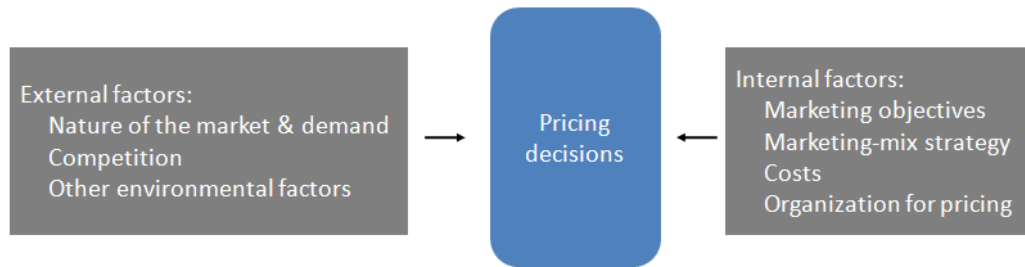 External factors:
Nature of the market & demand
Competition
Other environmental factors
Pricing
decisions
Internal factors:
Marketing objectives
Marketing-mix strategy
Costs
Organization for pricing